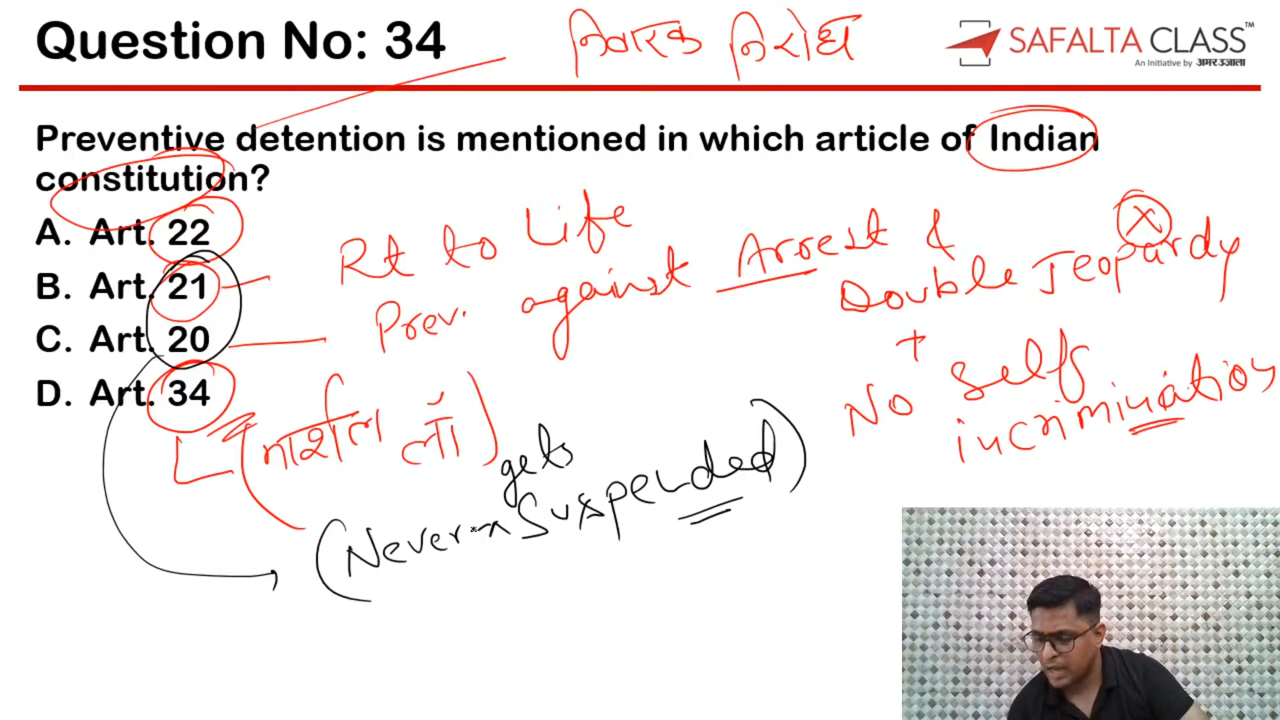 Question No: 34
निवारक निरोध
SAFALTA CLASS™
An Initiative by अमर उजाला
Preventive detention is mentioned in which article of Indian
constitution?
A. Art. 22
B. Art. 21
C. Art. 20
D. Art. 34
Rt to Life
Prev. against Arrest &
Double Jeopardy
+
No self
incrimination
(मार्शल लॉ)
(Never gets Suspended)